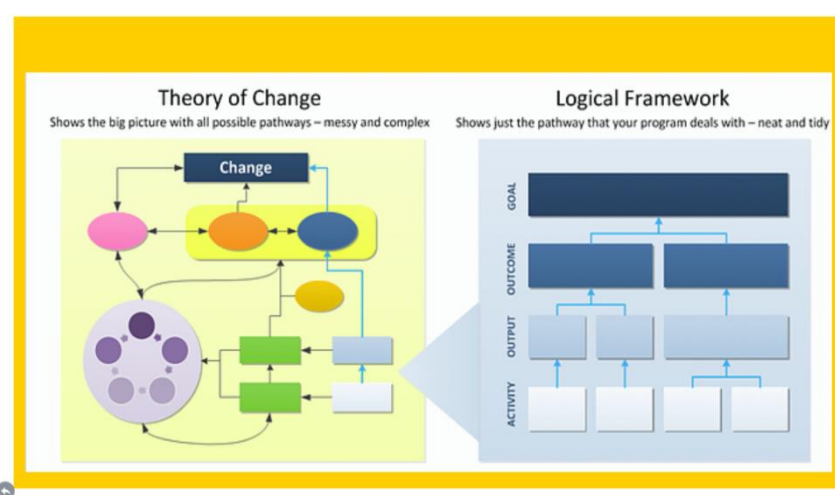 Theory of Change
Shows the big picture with all possible pathways – messy and complex
Change
Logical Framework
Shows just the pathway that your program deals with – neat and tidy
GOAL
OUTCOME
OUTPUT
ACTIVITY